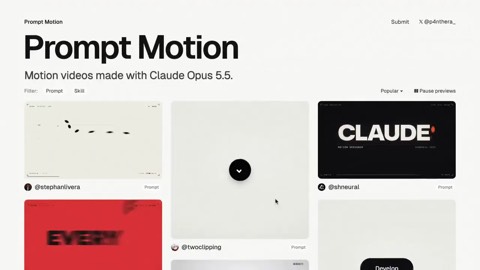 Prompt Motion
Submit
𝕏 @p4nthera_
Prompt Motion
Motion videos made with Claude Opus 5.5.
Filter: Prompt Skill
Popular
Pause previews
CLAUDE
@stephanlivera
Prompt
@shneural
Prompt
EVERY
@twoclipping
Prompt
Develop